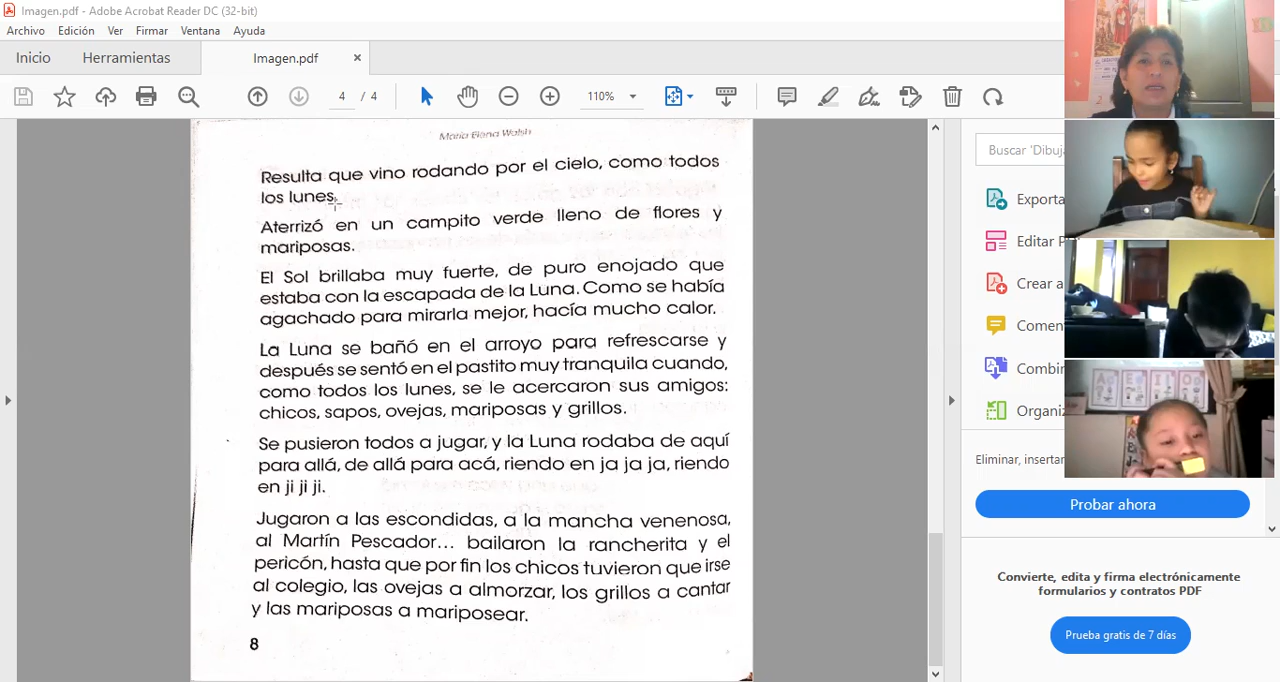 Imagen.pdf - Adobe Acrobat Reader DC (32-bit)
Archivo Edición Ver Firmar Ventana Ayuda
Inicio Herramientas Imagen.pdf ×
4 / 4 110%
María Elena Walsh
Resulta que vino rodando por el cielo, como todos
los lunes.
Aterrizó en un campito verde lleno de flores y
mariposas.
El Sol brillaba muy fuerte, de puro enojado que
estaba con la escapada de la Luna. Como se había
agachado para mirarla mejor, hacía mucho calor.
La Luna se bañó en el arroyo para refrescarse y
después se sentó en el pastito muy tranquila cuando,
como todos los lunes, se le acercaron sus amigos:
chicos, sapos, ovejas, mariposas y grillos.
Se pusieron todos a jugar, y la Luna rodaba de aquí
para allá, de allá para acá, riendo en ja ja ja, riendo
en ji ji ji.
Jugaron a las escondidas, a la mancha venenosa,
al Martín Pescador... bailaron la rancherita y el
pericón, hasta que por fin los chicos tuvieron que irse
al colegio, las ovejas a almorzar, los grillos a cantar
y las mariposas a mariposear.
8
Buscar 'Dibuj
Exporta
Editar P
Crear a
Comen
Combin
Organiz
Eliminar, insertar
Probar ahora
Convierte, edita y firma electrónicamente
formularios y contratos PDF
Prueba gratis de 7 días
A E I O